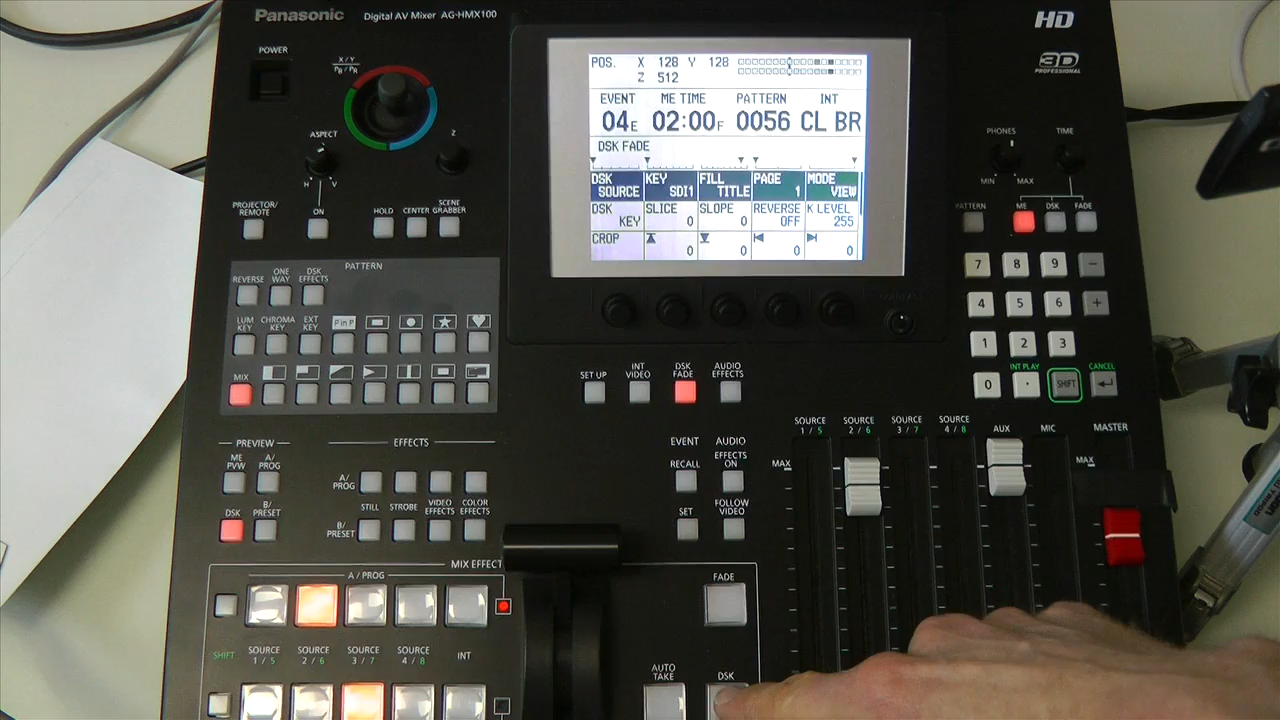 Panasonic Digital AV Mixer AG-HMX100
HD
3D
PROFESSIONAL
POWER
X / Y
PB / PR
ASPECT
H V
Z
PROJECTOR/
REMOTE
ON
HOLD CENTER SCENE
GRABBER
POS. X 128 Y 128
Z 512
EVENT ME TIME PATTERN INT
04E 02:00F 0056 CL BR
DSK FADE
DSK SOURCE KEY SDI1 FILL TITLE PAGE 1 MODE VIEW
DSK KEY SLICE 0 SLOPE 0 REVERSE OFF K LEVEL 255
CROP 0 0 0 0
PHONES TIME
MIN MAX
PATTERN ME DSK FADE
7 8 9 −
4 5 6 +
1 2 3
INT PLAY CANCEL
0 · SHIFT
PATTERN
REVERSE ONE
WAY DSK
EFFECTS
LUM
KEY CHROMA
KEY EXT
KEY P in P
MIX
SET UP INT
VIDEO DSK
FADE AUDIO
EFFECTS
PREVIEW EFFECTS
ME
PVW A/
PROG A/
PROG
DSK B/
PRESET B/
PRESET STILL STROBE VIDEO
EFFECTS COLOR
EFFECTS
EVENT AUDIO
RECALL EFFECTS
ON
SET FOLLOW
VIDEO
SOURCE
1 / 5 SOURCE
2 / 6 SOURCE
3 / 7 SOURCE
4 / 8 AUX MIC MASTER
MAX MAX
MIX EFFECT
A / PROG
FADE
SHIFT SOURCE
1 / 5 SOURCE
2 / 6 SOURCE
3 / 7 SOURCE
4 / 8 INT
AUTO
TAKE DSK